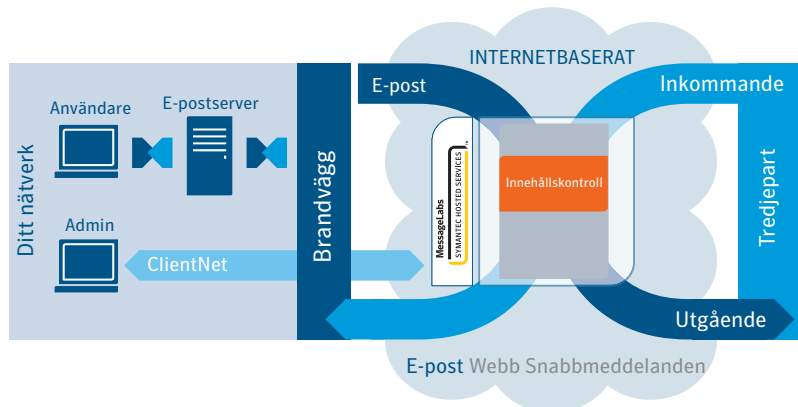 INTERNETBASERAT
Ditt nätverk
Användare
E-postserver
Admin
ClientNet
Brandvägg
E-post
Inkommande
MessageLabs
SYMANTEC HOSTED SERVICES
™
Innehållskontroll
Tredjepart
Utgående
E-post Webb Snabbmeddelanden